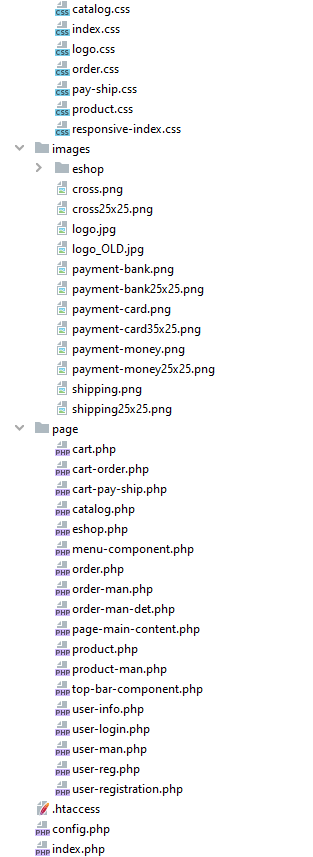 catalog.css
index.css
logo.css
order.css
pay-ship.css
product.css
responsive-index.css
images
eshop
cross.png
cross25x25.png
logo.jpg
logo_OLD.jpg
payment-bank.png
payment-bank25x25.png
payment-card.png
payment-card35x25.png
payment-money.png
payment-money25x25.png
shipping.png
shipping25x25.png
page
cart.php
cart-order.php
cart-pay-ship.php
catalog.php
eshop.php
menu-component.php
order.php
order-man.php
order-man-det.php
page-main-content.php
product.php
product-man.php
top-bar-component.php
user-info.php
user-login.php
user-man.php
user-reg.php
user-registration.php
.htaccess
config.php
index.php